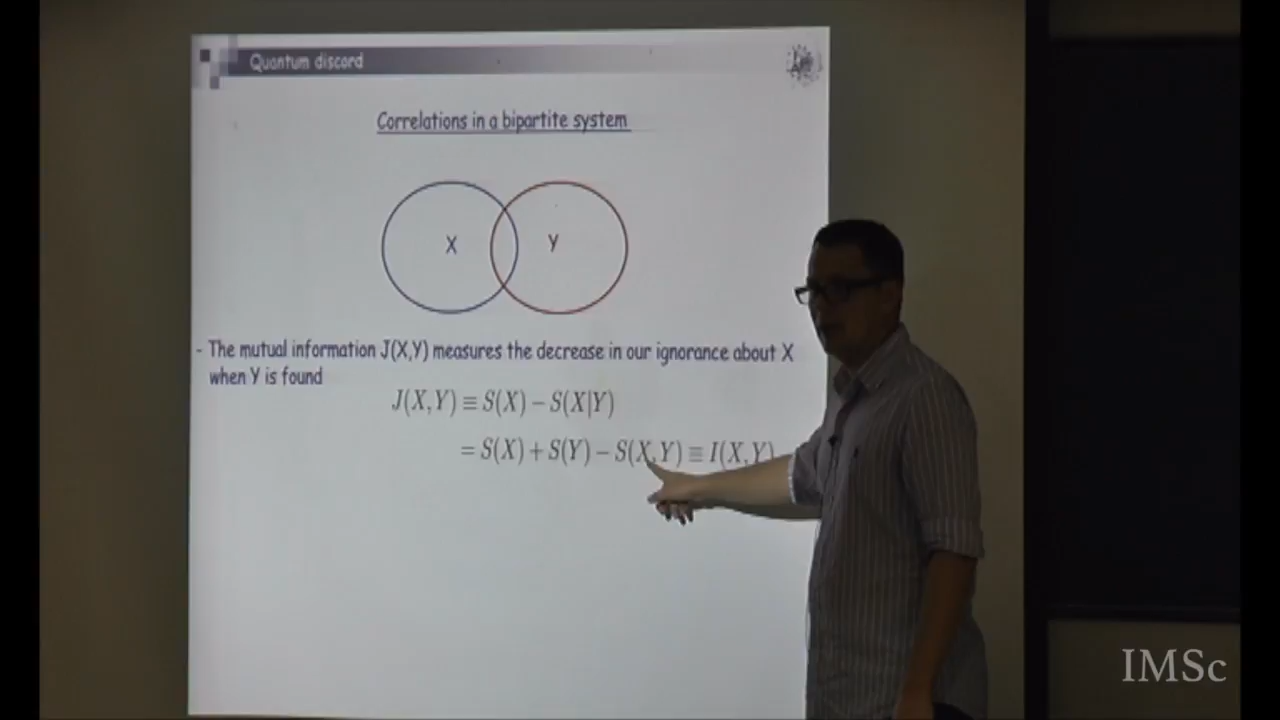 Quantum discord
Correlations in a bipartite system
X
Y
- The mutual information J(X,Y) measures the decrease in our ignorance about X
when Y is found
J(X,Y) ≡ S(X) − S(X|Y)
= S(X) + S(Y) − S(X,Y) ≡ I(X,Y)
IMSc